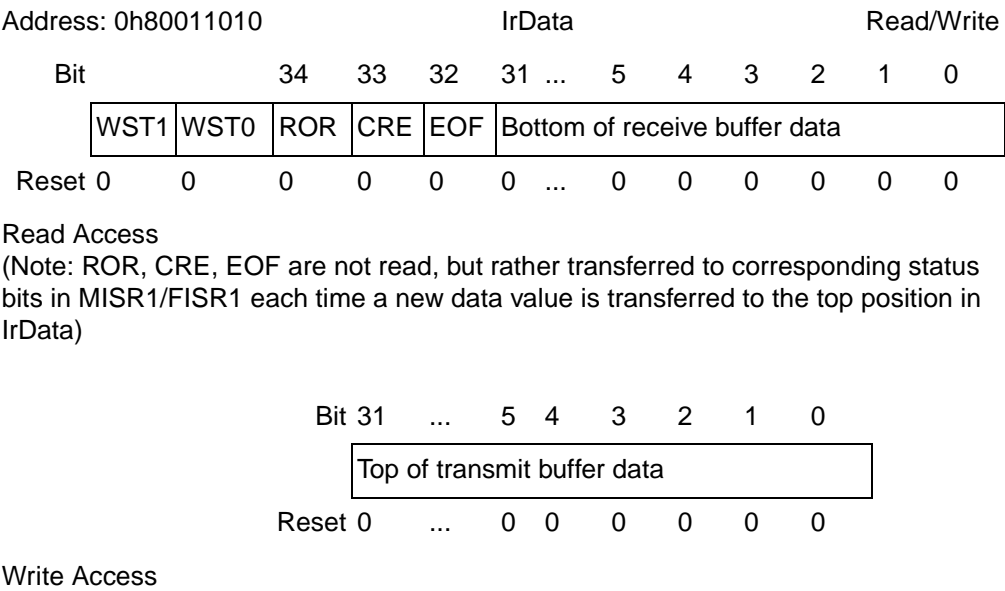 Address: 0h80011010 IrData Read/Write
Bit 34 33 32 31 ... 5 4 3 2 1 0
WST1 WST0 ROR CRE EOF Bottom of receive buffer data
Reset 0 0 0 0 0 0 ... 0 0 0 0 0 0
Read Access
(Note: ROR, CRE, EOF are not read, but rather transferred to corresponding status
bits in MISR1/FISR1 each time a new data value is transferred to the top position in
IrData)
Bit 31 ... 5 4 3 2 1 0
Top of transmit buffer data
Reset 0 ... 0 0 0 0 0 0
Write Access